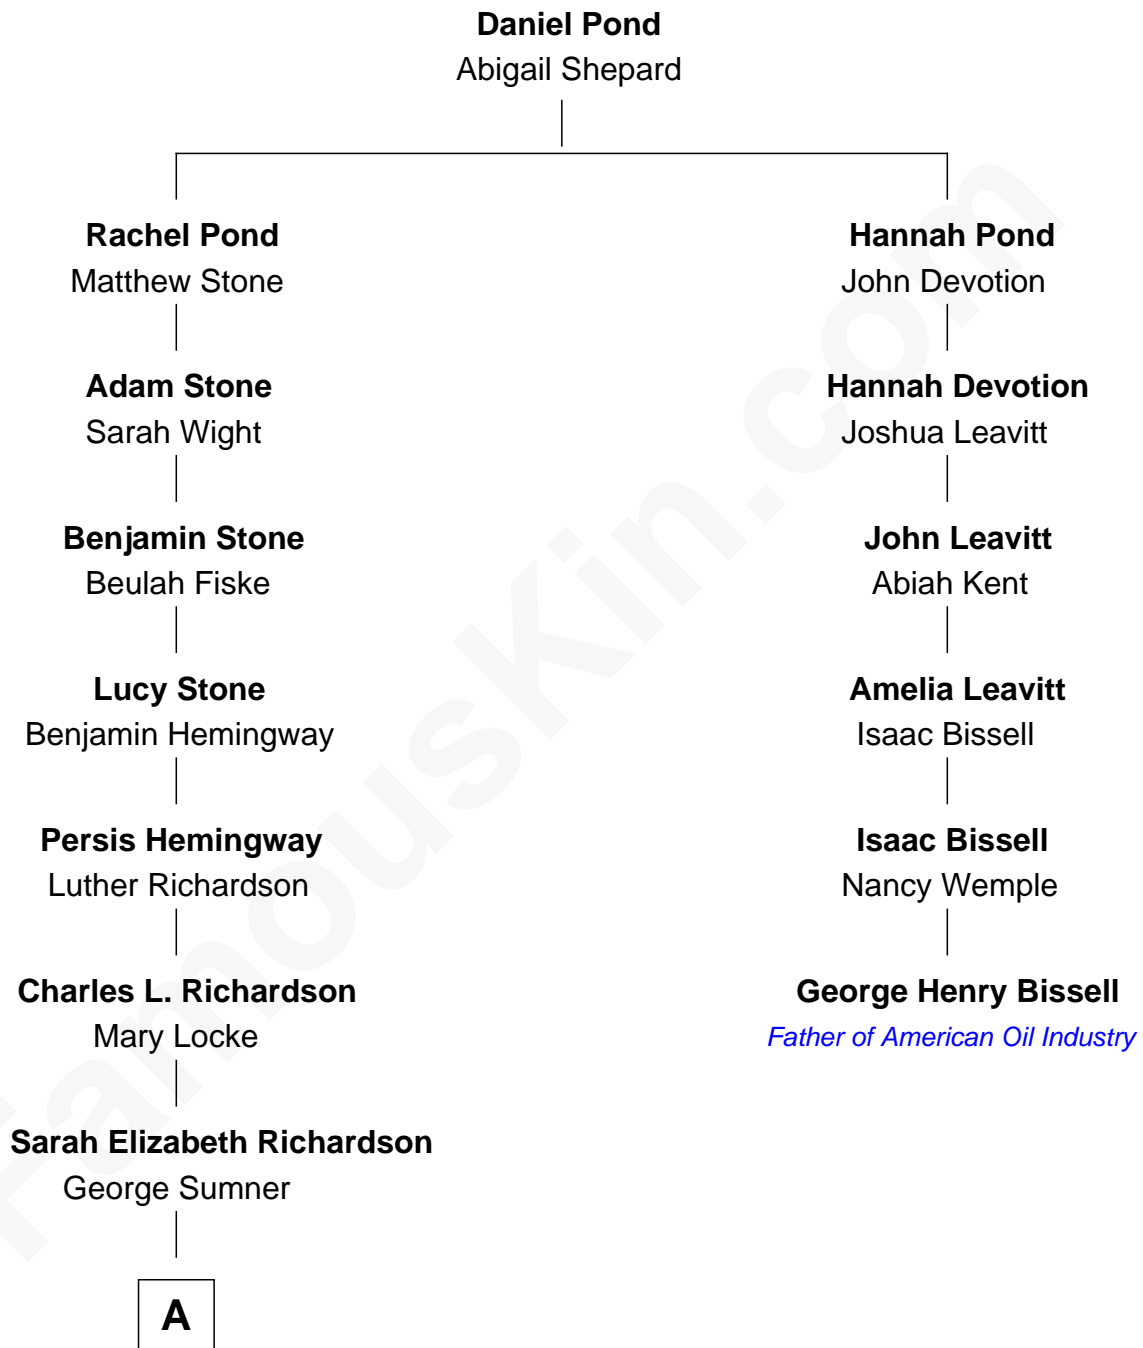 Daniel Pond
Abigail Shepard
Rachel Pond
Matthew Stone
Hannah Pond
John Devotion
Adam Stone
Sarah Wight
Hannah Devotion
Joshua Leavitt
Benjamin Stone
Beulah Fiske
John Leavitt
Abiah Kent
Lucy Stone
Benjamin Hemingway
Amelia Leavitt
Isaac Bissell
Persis Hemingway
Luther Richardson
Isaac Bissell
Nancy Wemple
Charles L. Richardson
Mary Locke
George Henry Bissell
Father of American Oil Industry
Sarah Elizabeth Richardson
George Sumner
A
FamousKin.com